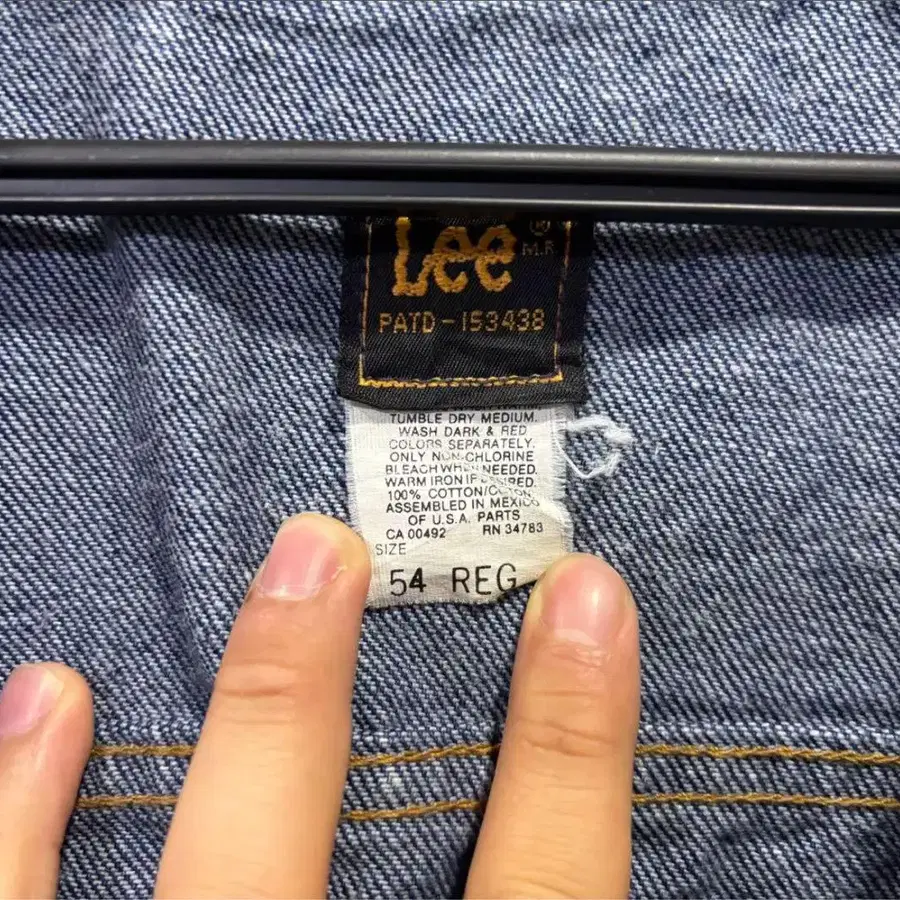 Lee ®
M.R.
PATD-153438
TUMBLE DRY MEDIUM.
WASH DARK & RED
COLORS SEPARATELY.
ONLY NON-CHLORINE
BLEACH WHEN NEEDED.
WARM IRON IF DESIRED.
100% COTTON/COTON.
ASSEMBLED IN MEXICO
OF U.S.A. PARTS
CA 00492 RN 34783
SIZE
54 REG